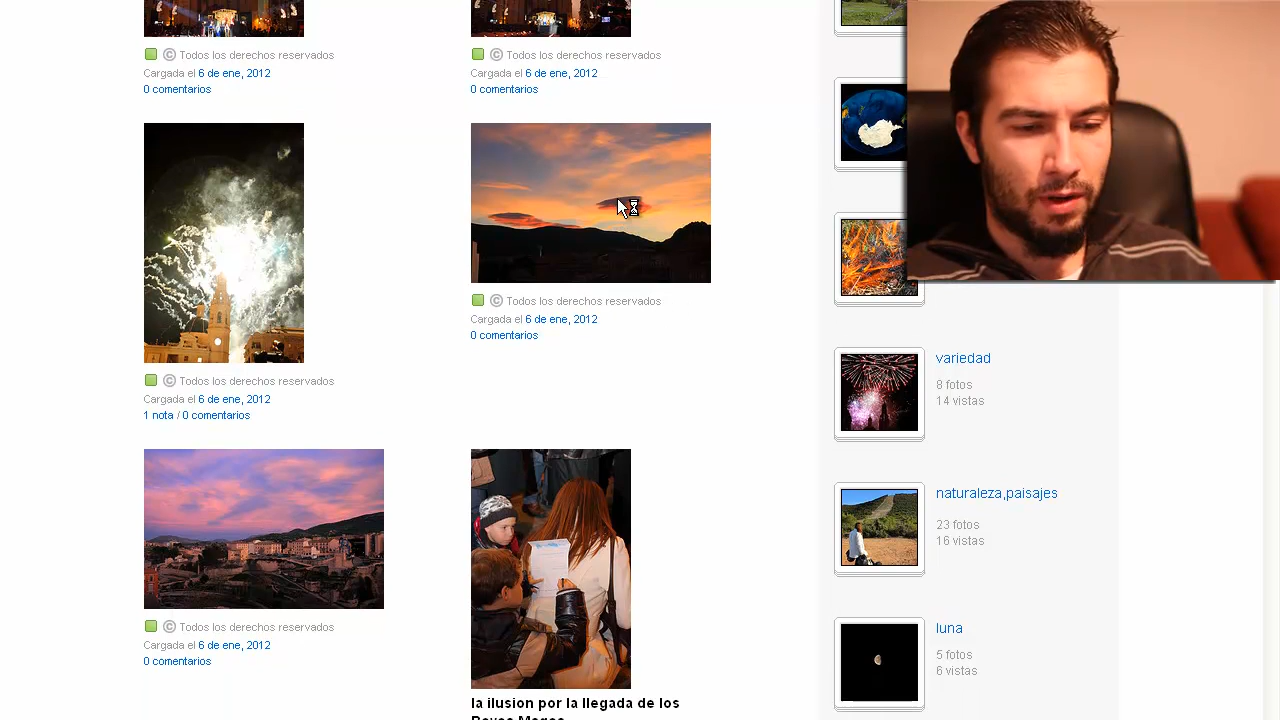 © Todos los derechos reservados
Cargada el 6 de ene, 2012
0 comentarios
© Todos los derechos reservados
Cargada el 6 de ene, 2012
0 comentarios
© Todos los derechos reservados
Cargada el 6 de ene, 2012
1 nota / 0 comentarios
© Todos los derechos reservados
Cargada el 6 de ene, 2012
0 comentarios
© Todos los derechos reservados
Cargada el 6 de ene, 2012
0 comentarios
la ilusion por la llegada de los
Reyes Magos
variedad
8 fotos
14 vistas
naturaleza,paisajes
23 fotos
16 vistas
luna
5 fotos
6 vistas